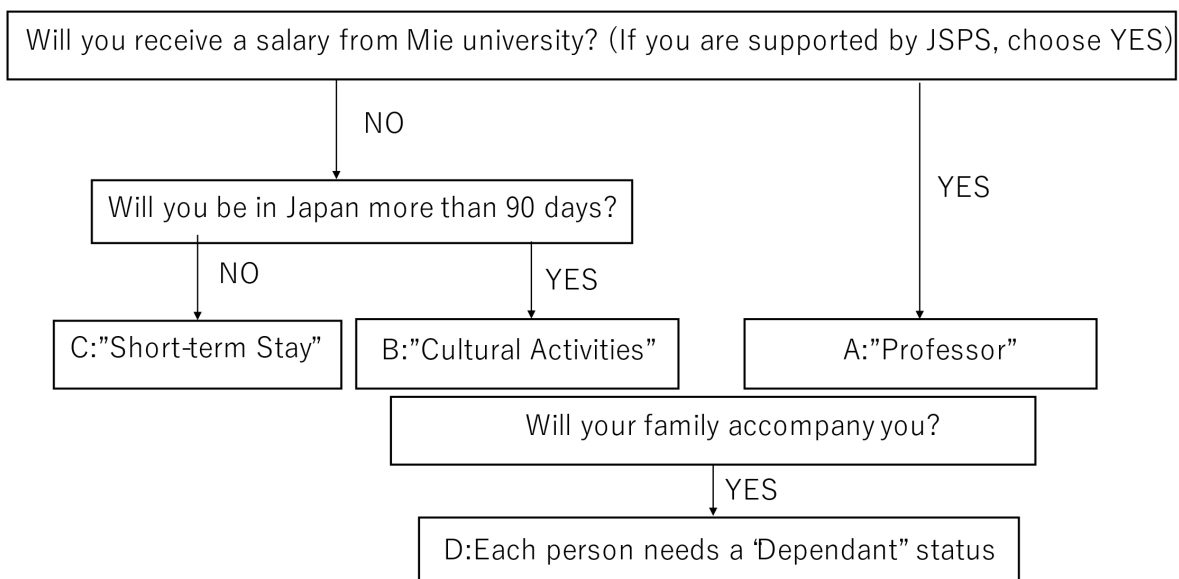 Will you receive a salary from Mie university? (If you are supported by JSPS, choose YES)
NO
YES
Will you be in Japan more than 90 days?
NO
YES
C:”Short-term Stay”
B:”Cultural Activities”
A:”Professor”
Will your family accompany you?
YES
D:Each person needs a “Dependant” status